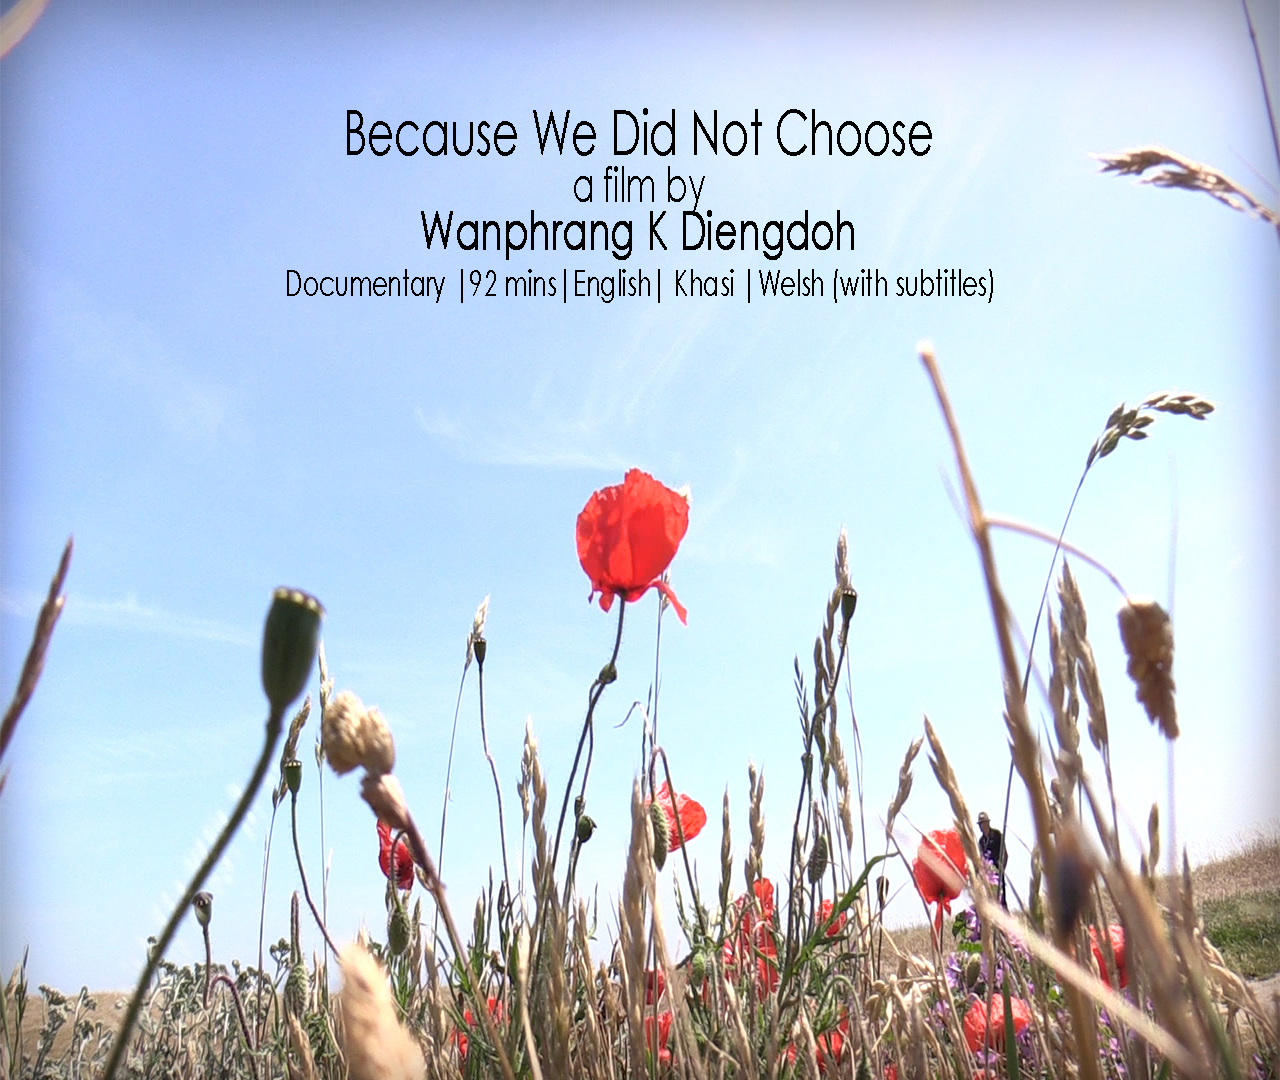 Because We Did Not Choose
a film by
Wanphrang K Diengdoh
Documentary |92 mins|English| Khasi |Welsh (with subtitles)